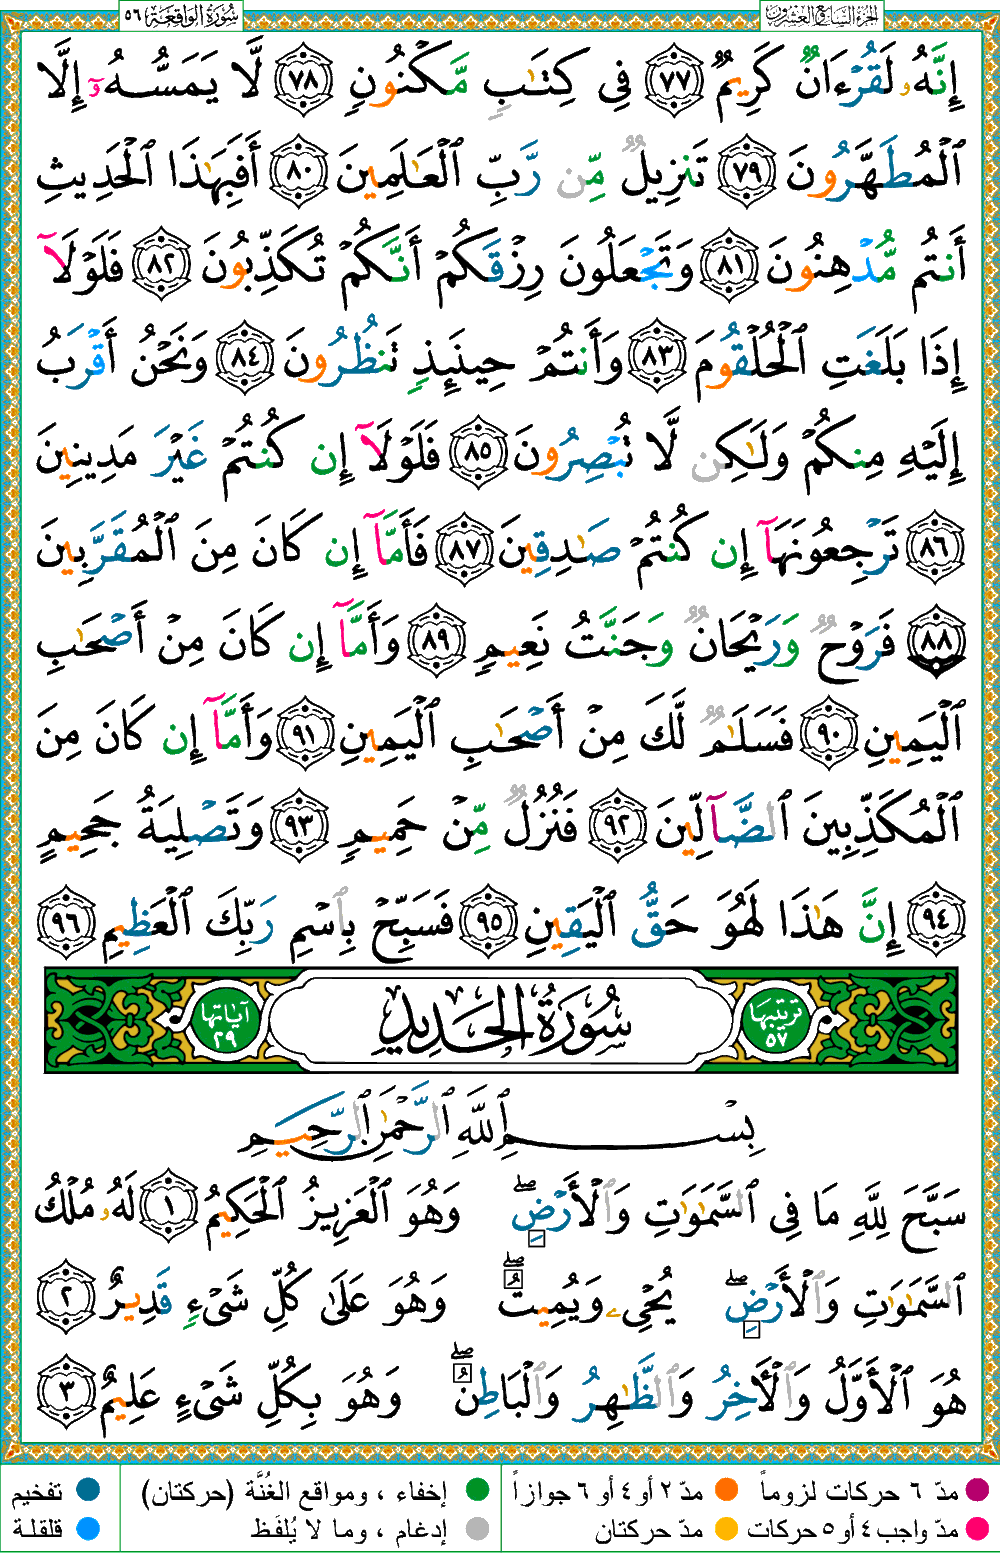 الجزء السابع والعشرون
سورة الواقعة ٥٦
إِنَّهُۥ لَقُرْءَانٌ كَرِيمٌ ٧٧ فِى كِتَـٰبٍ مَّكْنُونٍ ٧٨ لَّا يَمَسُّهُۥٓ إِلَّا
ٱلْمُطَهَّرُونَ ٧٩ تَنزِيلٌ مِّن رَّبِّ ٱلْعَـٰلَمِينَ ٨٠ أَفَبِهَـٰذَا ٱلْحَدِيثِ
أَنتُم مُّدْهِنُونَ ٨١ وَتَجْعَلُونَ رِزْقَكُمْ أَنَّكُمْ تُكَذِّبُونَ ٨٢ فَلَوْلَآ
إِذَا بَلَغَتِ ٱلْحُلْقُومَ ٨٣ وَأَنتُمْ حِينَئِذٍ تَنظُرُونَ ٨٤ وَنَحْنُ أَقْرَبُ
إِلَيْهِ مِنكُمْ وَلَـٰكِن لَّا تُبْصِرُونَ ٨٥ فَلَوْلَآ إِن كُنتُمْ غَيْرَ مَدِينِينَ
٨٦ تَرْجِعُونَهَآ إِن كُنتُمْ صَـٰدِقِينَ ٨٧ فَأَمَّآ إِن كَانَ مِنَ ٱلْمُقَرَّبِينَ
٨٨ فَرَوْحٌ وَرَيْحَانٌ وَجَنَّتُ نَعِيمٍ ٨٩ وَأَمَّآ إِن كَانَ مِنْ أَصْحَـٰبِ
ٱلْيَمِينِ ٩٠ فَسَلَـٰمٌ لَّكَ مِنْ أَصْحَـٰبِ ٱلْيَمِينِ ٩١ وَأَمَّآ إِن كَانَ مِنَ
ٱلْمُكَذِّبِينَ ٱلضَّآلِّينَ ٩٢ فَنُزُلٌ مِّنْ حَمِيمٍ ٩٣ وَتَصْلِيَةُ جَحِيمٍ
٩٤ إِنَّ هَـٰذَا لَهُوَ حَقُّ ٱلْيَقِينِ ٩٥ فَسَبِّحْ بِٱسْمِ رَبِّكَ ٱلْعَظِيمِ ٩٦
ترتيبها ٥٧ سُورَةُ الحَدِيدِ آياتها ٢٩
بِسْمِ ٱللَّهِ ٱلرَّحْمَـٰنِ ٱلرَّحِيمِ
سَبَّحَ لِلَّهِ مَا فِى ٱلسَّمَـٰوَٰتِ وَٱلْأَرْضِ ۖ وَهُوَ ٱلْعَزِيزُ ٱلْحَكِيمُ ١ لَهُۥ مُلْكُ
ٱلسَّمَـٰوَٰتِ وَٱلْأَرْضِ ۖ يُحْىِۦ وَيُمِيتُ ۖ وَهُوَ عَلَىٰ كُلِّ شَىْءٍ قَدِيرٌ ٢
هُوَ ٱلْأَوَّلُ وَٱلْـَٔاخِرُ وَٱلظَّـٰهِرُ وَٱلْبَاطِنُ ۖ وَهُوَ بِكُلِّ شَىْءٍ عَلِيمٌ ٣
مدّ ٦ حركات لزوماً مدّ ٢ أو ٤ أو ٦ جوازاً إخفاء ، ومواقع الغُنَّة (حركتان) تفخيم
مدّ واجب ٤ أو ٥ حركات مدّ حركتان إدغام ، وما لا يُلفَظ قلقلة